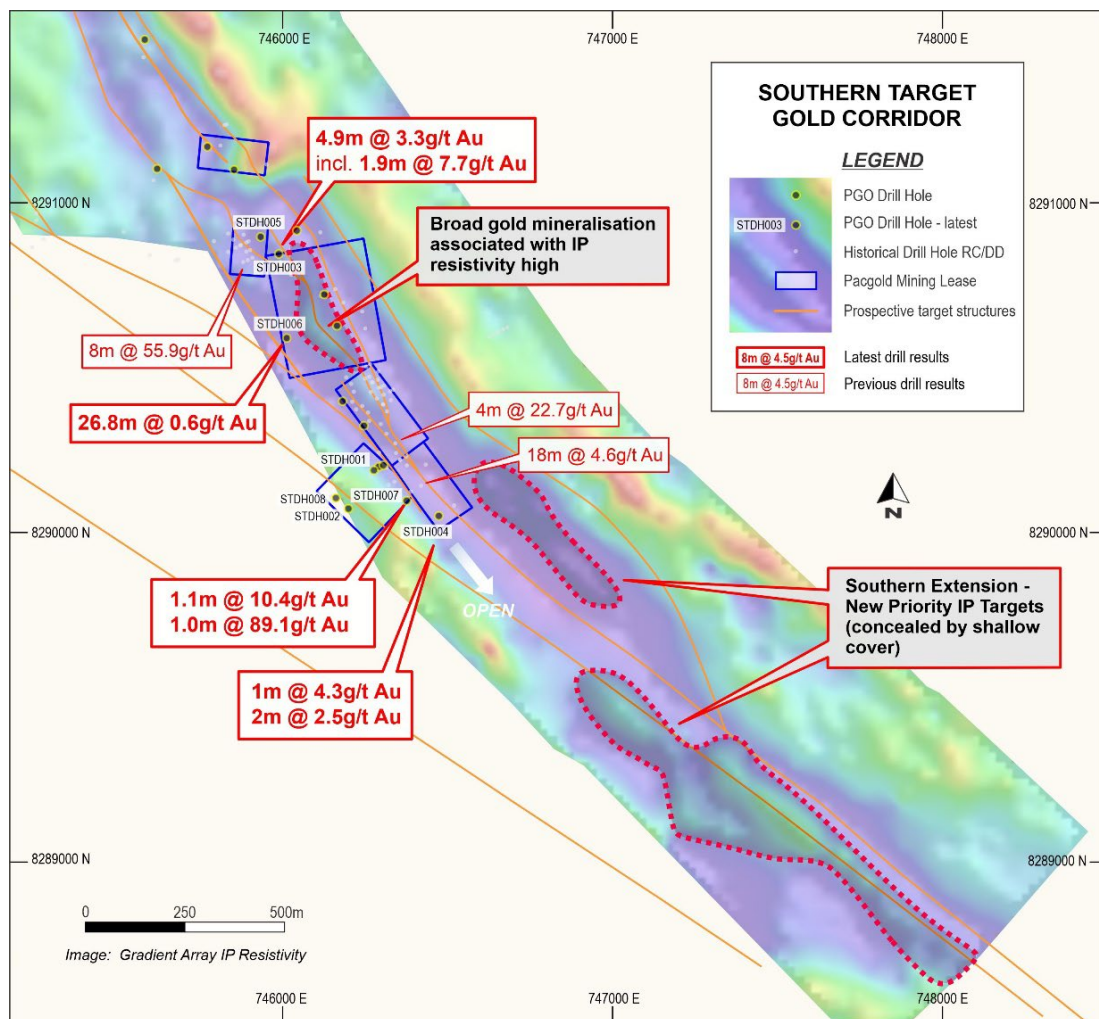 746000 E
747000 E
748000 E
SOUTHERN TARGET
GOLD CORRIDOR
LEGEND
PGO Drill Hole
STDH003
PGO Drill Hole - latest
Historical Drill Hole RC/DD
Pacgold Mining Lease
Prospective target structures
8m @ 4.5g/t Au
Latest drill results
8m @ 4.5g/t Au
Previous drill results
4.9m @ 3.3g/t Au
incl. 1.9m @ 7.7g/t Au
8291000 N
8291000 N
STDH005
Broad gold mineralisation
associated with IP
resistivity high
STDH003
STDH006
8m @ 55.9g/t Au
26.8m @ 0.6g/t Au
4m @ 22.7g/t Au
18m @ 4.6g/t Au
STDH001
STDH008
STDH007
STDH002
STDH004
N
8290000 N
8290000 N
OPEN
1.1m @ 10.4g/t Au
1.0m @ 89.1g/t Au
Southern Extension -
New Priority IP Targets
(concealed by shallow
cover)
1m @ 4.3g/t Au
2m @ 2.5g/t Au
8289000 N
8289000 N
0 250 500m
Image: Gradient Array IP Resistivity
746000 E
747000 E
748000 E